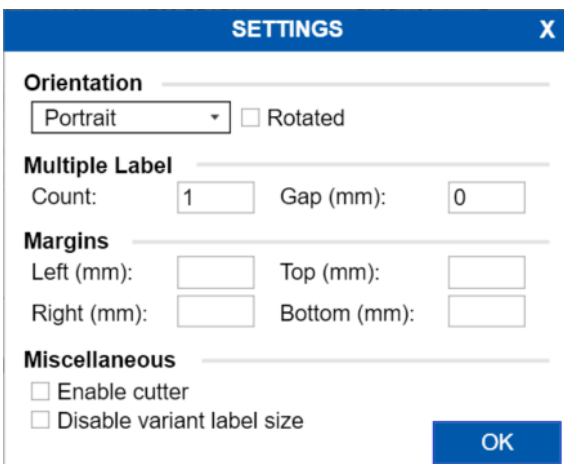 SETTINGS X
Orientation
Portrait Rotated
Multiple Label
Count: 1 Gap (mm): 0
Margins
Left (mm): Top (mm):
Right (mm): Bottom (mm):
Miscellaneous
Enable cutter
Disable variant label size
OK